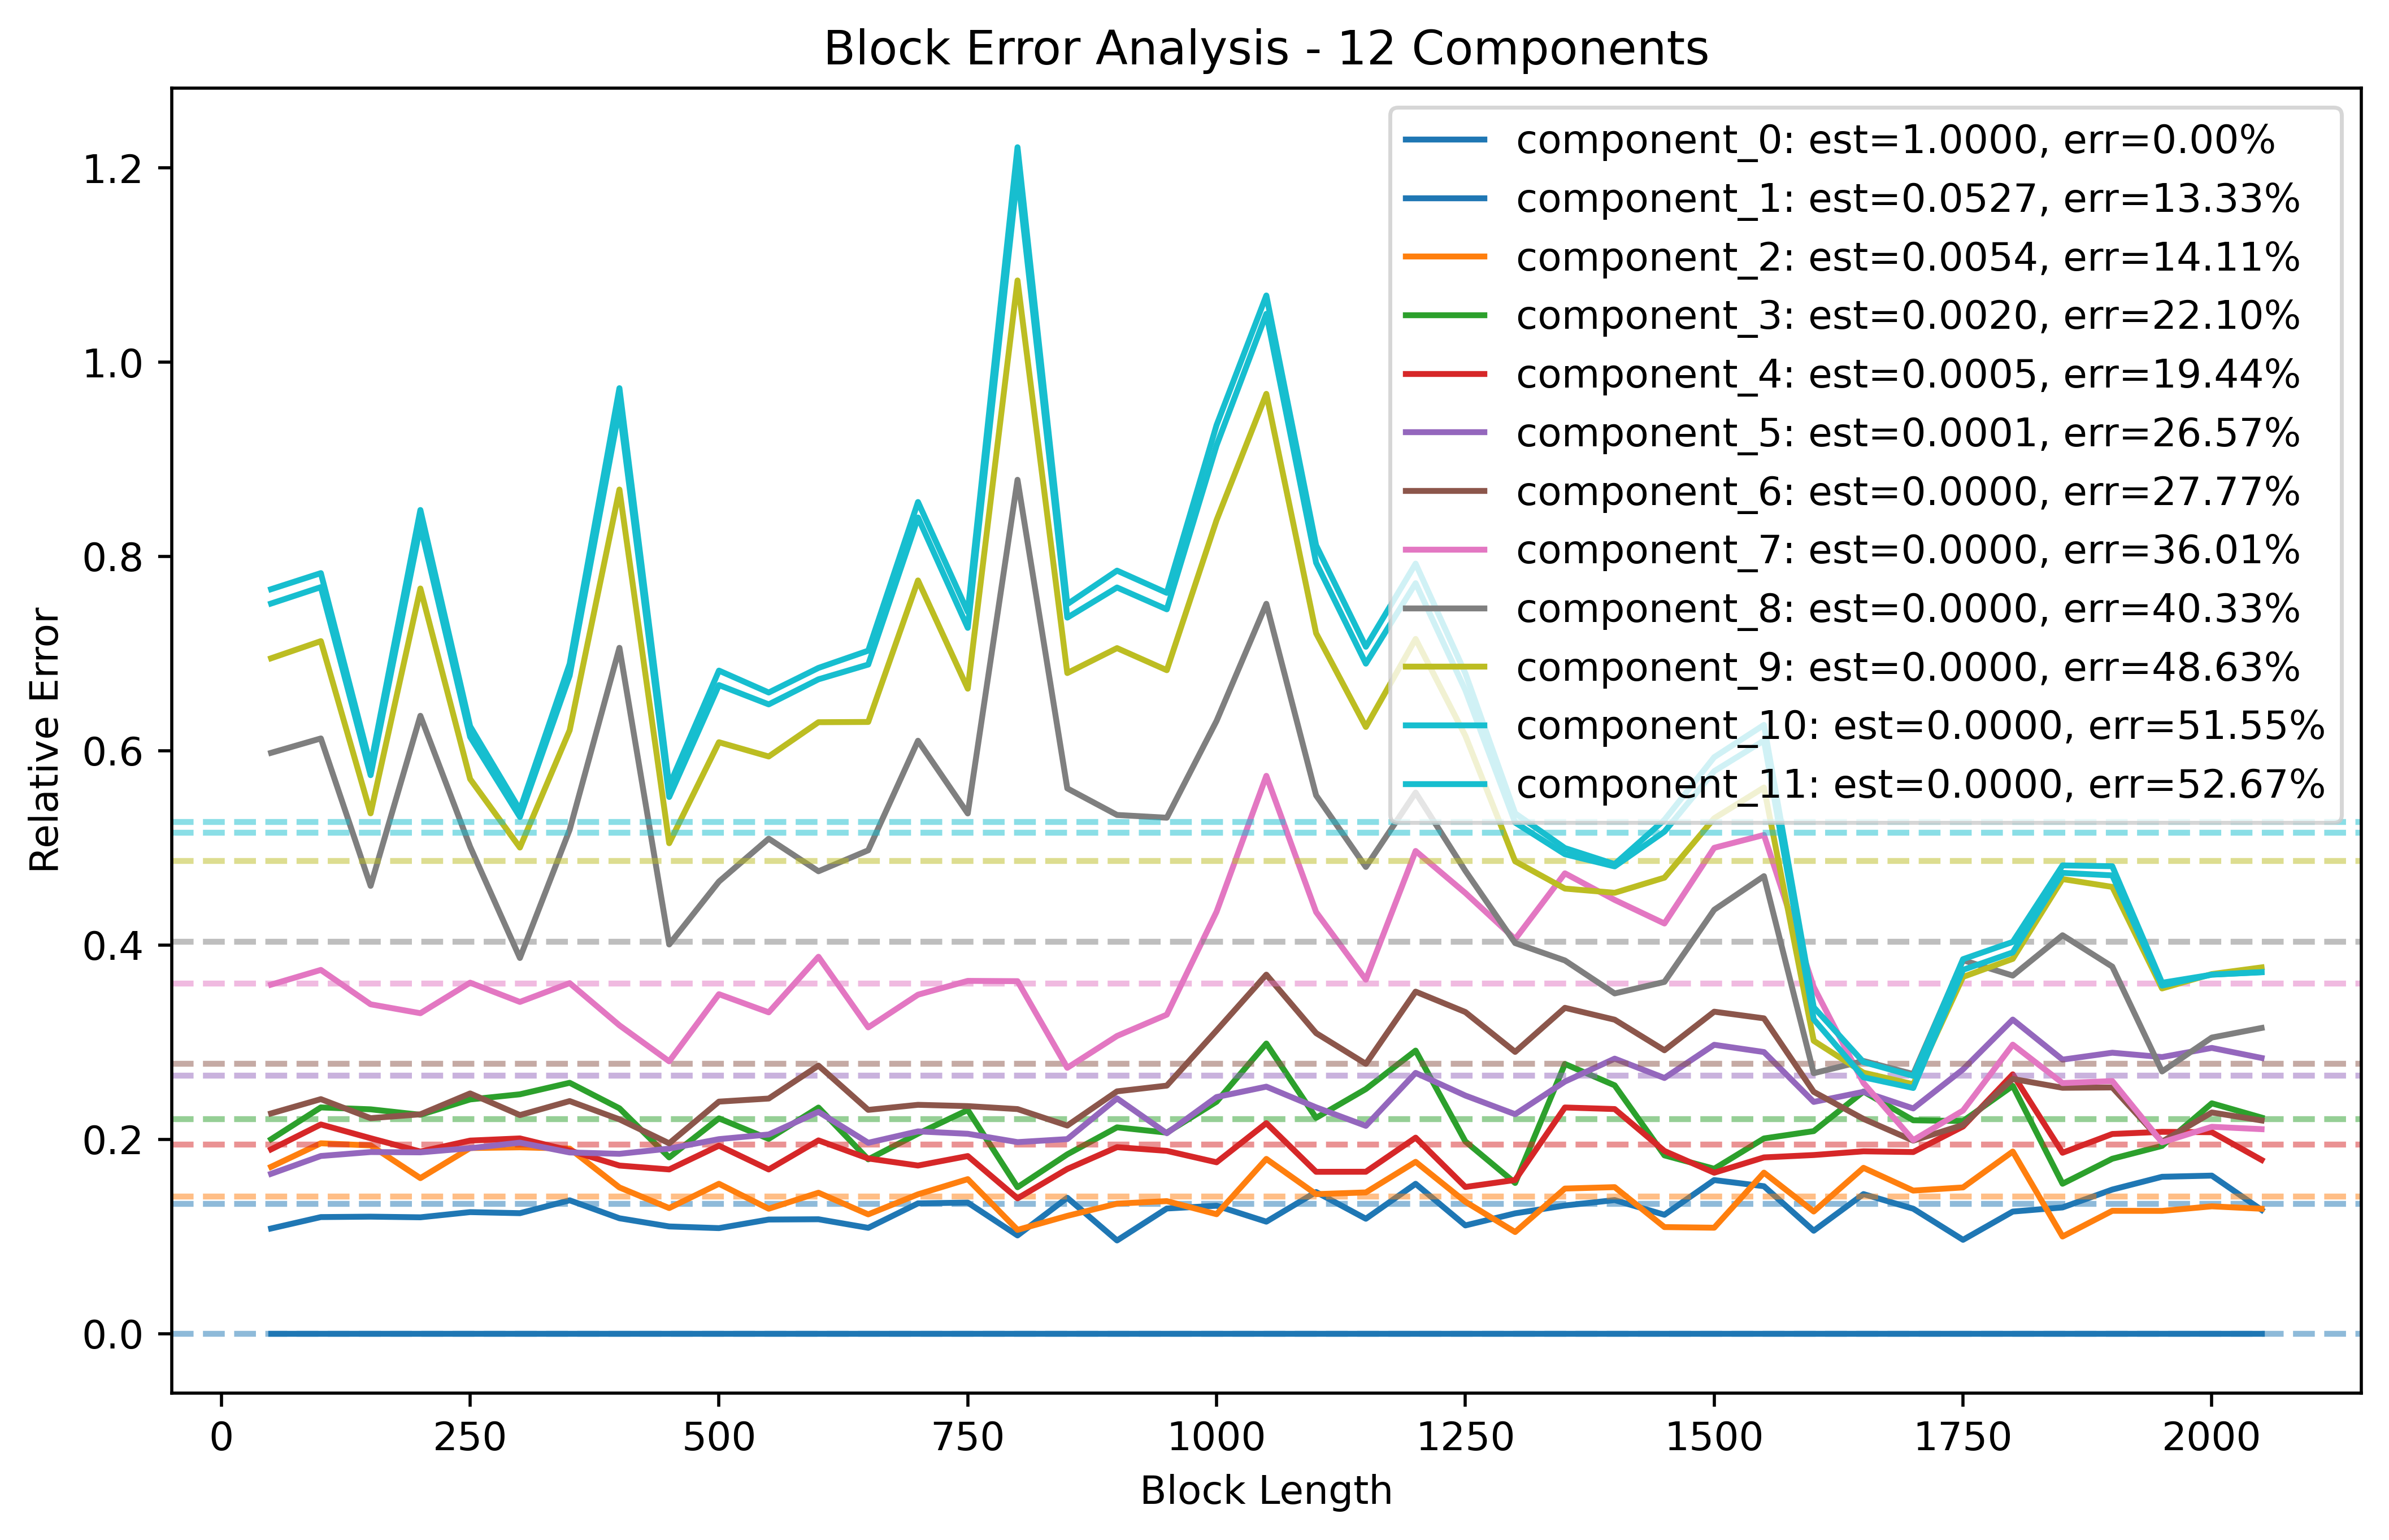 Block Error Analysis - 12 Components
component_0: est=1.0000, err=0.00%
component_1: est=0.0527, err=13.33%
component_2: est=0.0054, err=14.11%
component_3: est=0.0020, err=22.10%
component_4: est=0.0005, err=19.44%
component_5: est=0.0001, err=26.57%
component_6: est=0.0000, err=27.77%
component_7: est=0.0000, err=36.01%
component_8: est=0.0000, err=40.33%
component_9: est=0.0000, err=48.63%
component_10: est=0.0000, err=51.55%
component_11: est=0.0000, err=52.67%
Relative Error
1.2
1.0
0.8
0.6
0.4
0.2
0.0
0 250 500 750 1000 1250 1500 1750 2000
Block Length